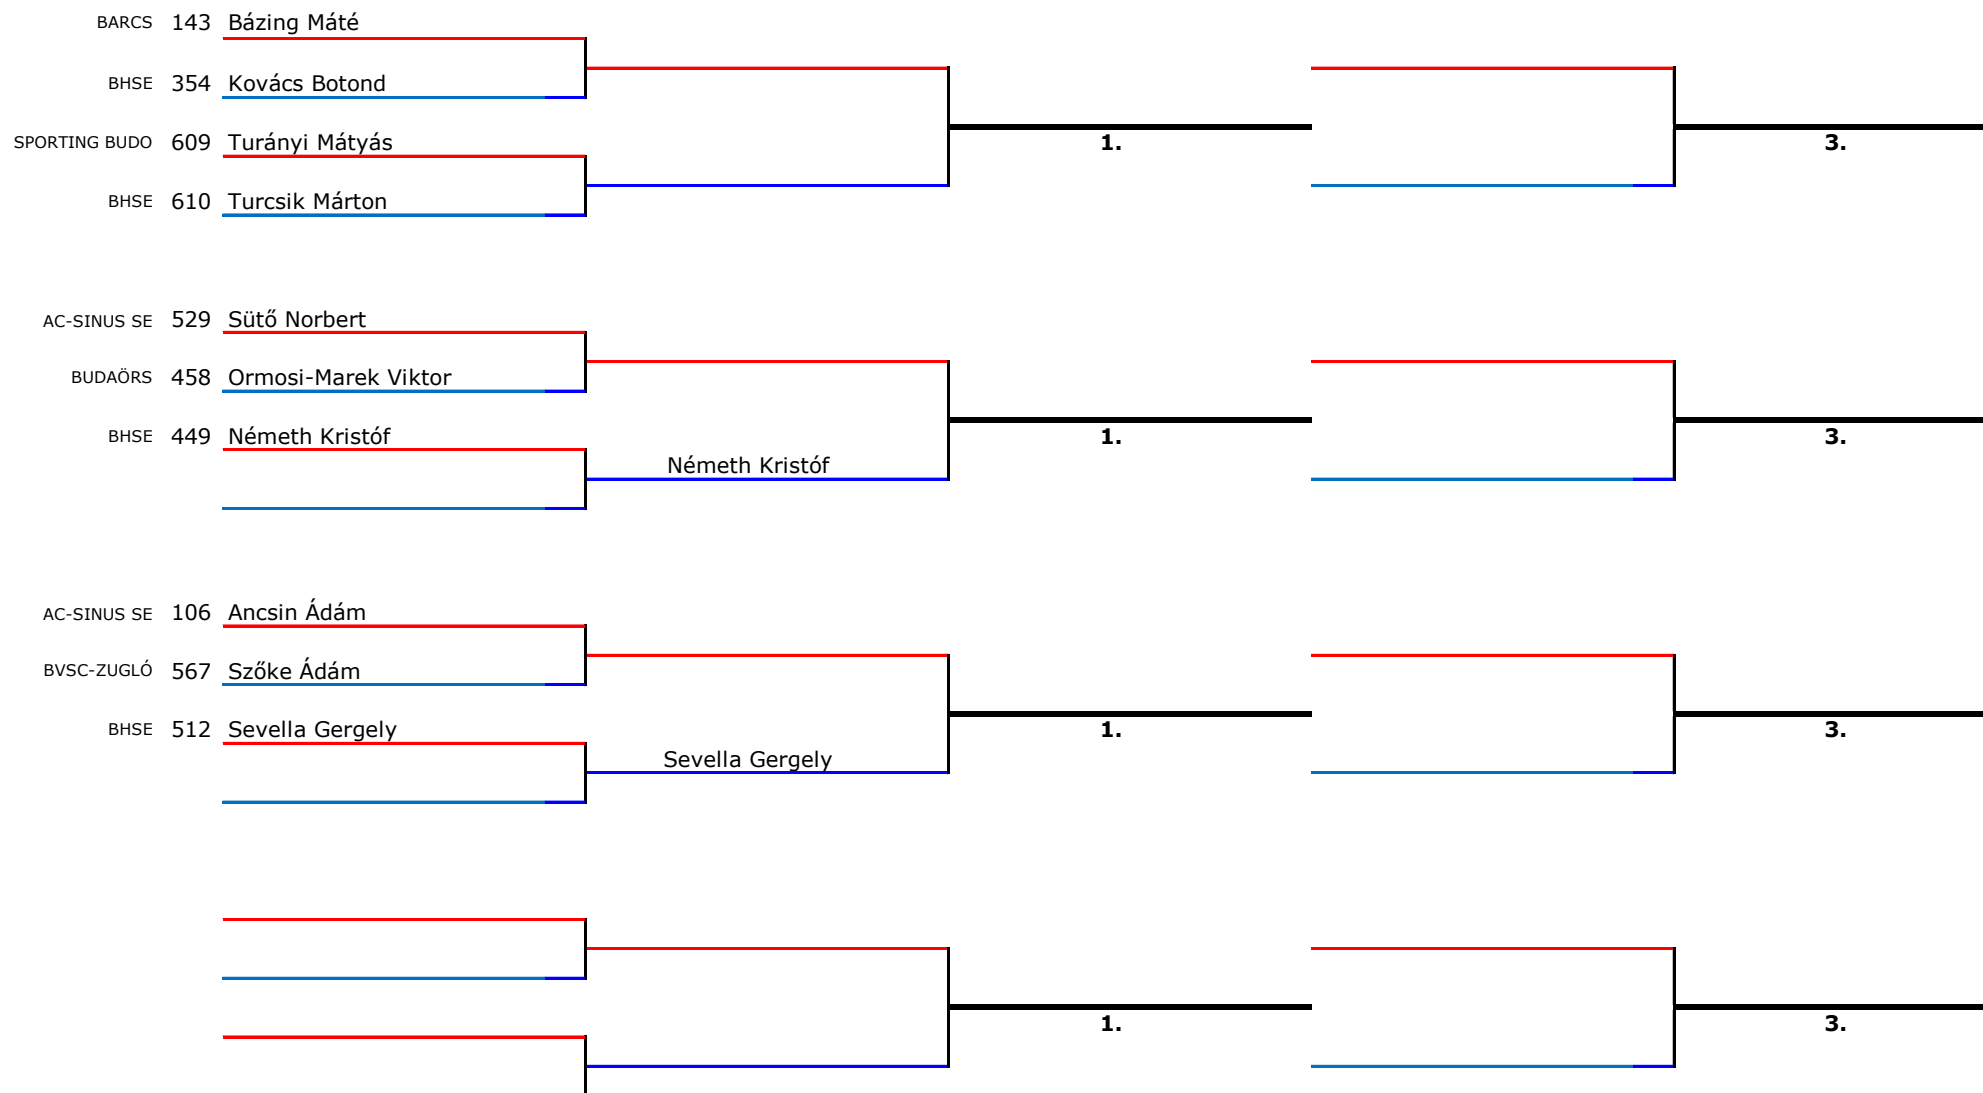 BARCS 143 Bázing Máté
BHSE 354 Kovács Botond
SPORTING BUDO 609 Turányi Mátyás
1. 3.
BHSE 610 Turcsik Márton
AC-SINUS SE 529 Sütő Norbert
BUDAÖRS 458 Ormosi-Marek Viktor
BHSE 449 Németh Kristóf
1. 3.
Németh Kristóf
AC-SINUS SE 106 Ancsin Ádám
BVSC-ZUGLÓ 567 Szőke Ádám
BHSE 512 Sevella Gergely
1. 3.
Sevella Gergely
1. 3.